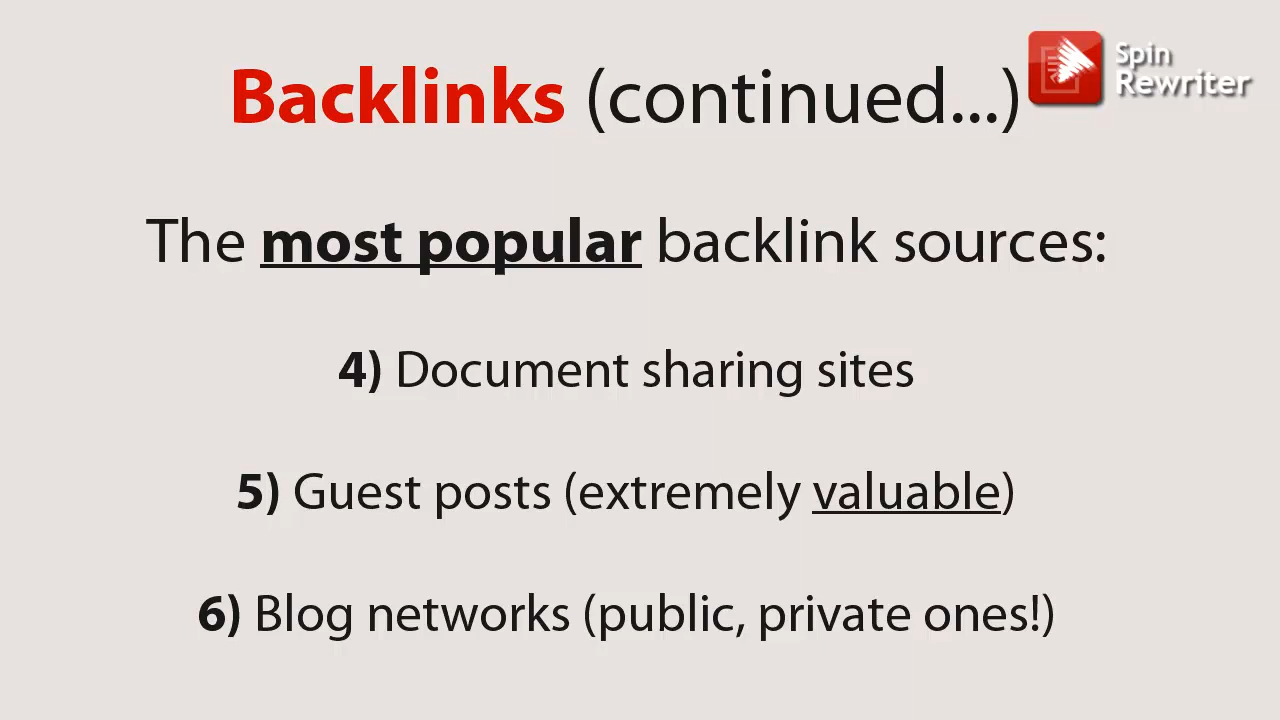 Backlinks (continued...)
Spin
Rewriter
The most popular backlink sources:
4) Document sharing sites
5) Guest posts (extremely valuable)
6) Blog networks (public, private ones!)